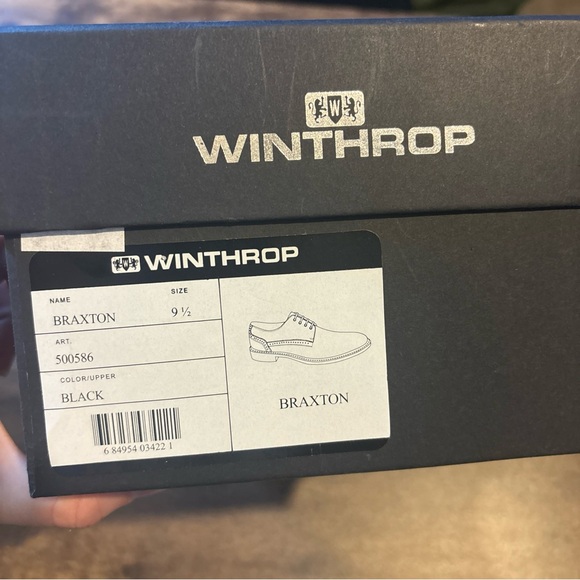 W
WINTHROP
W WINTHROP
NAME
BRAXTON
SIZE
9 ½
ART.
500586
COLOR/UPPER
BLACK
6 84954 03422 1
BRAXTON